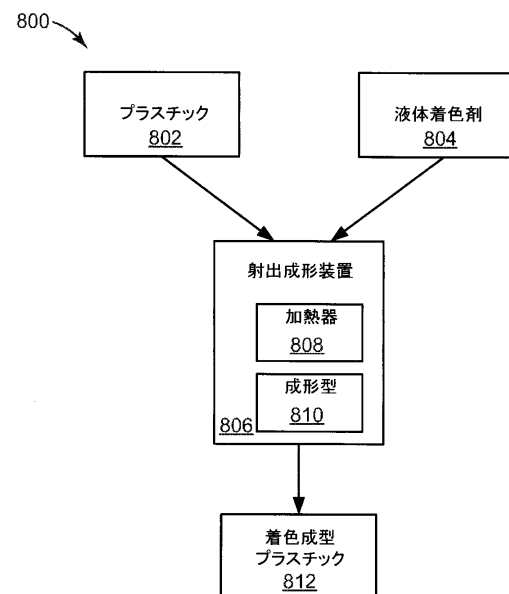 800
プラスチック
802
液体着色剤
804
射出成形装置
加熱器
808
成形型
810
806
着色成型
プラスチック
812